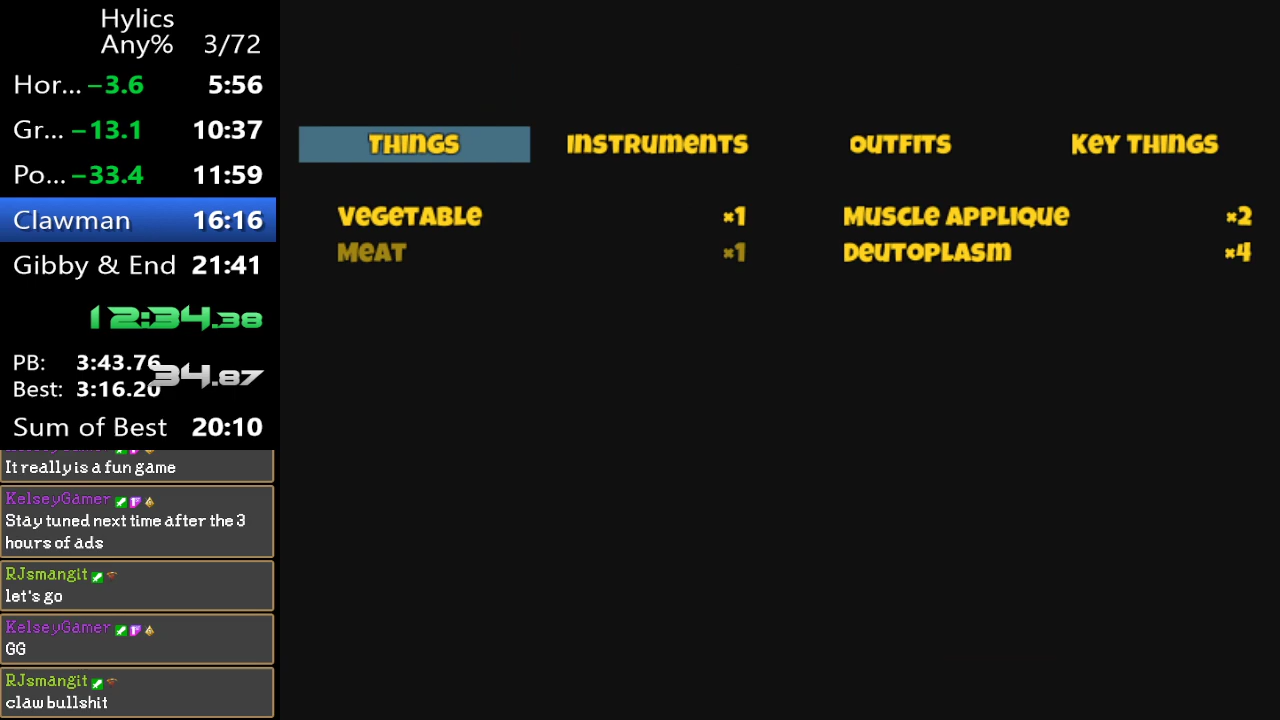 Hylics
Any% 3/72
Hor... −3.6 5:56
Gr... −13.1 10:37
Po... −33.4 11:59
Clawman 16:16
Gibby & End 21:41
12:34.38
PB: 3:43.76
34.87
Best: 3:16.20
Sum of Best 20:10
It really is a fun game
KelseyGamer
Stay tuned next time after the 3
hours of ads
RJsmangit
let's go
KelseyGamer
GG
RJsmangit
claw bullshit
THINGS INSTRUMENTS OUTFITS KEY THINGS
VEGETABLE ×1 MUSCLE APPLIQUE ×2
MEAT ×1 DEUTOPLASM ×4